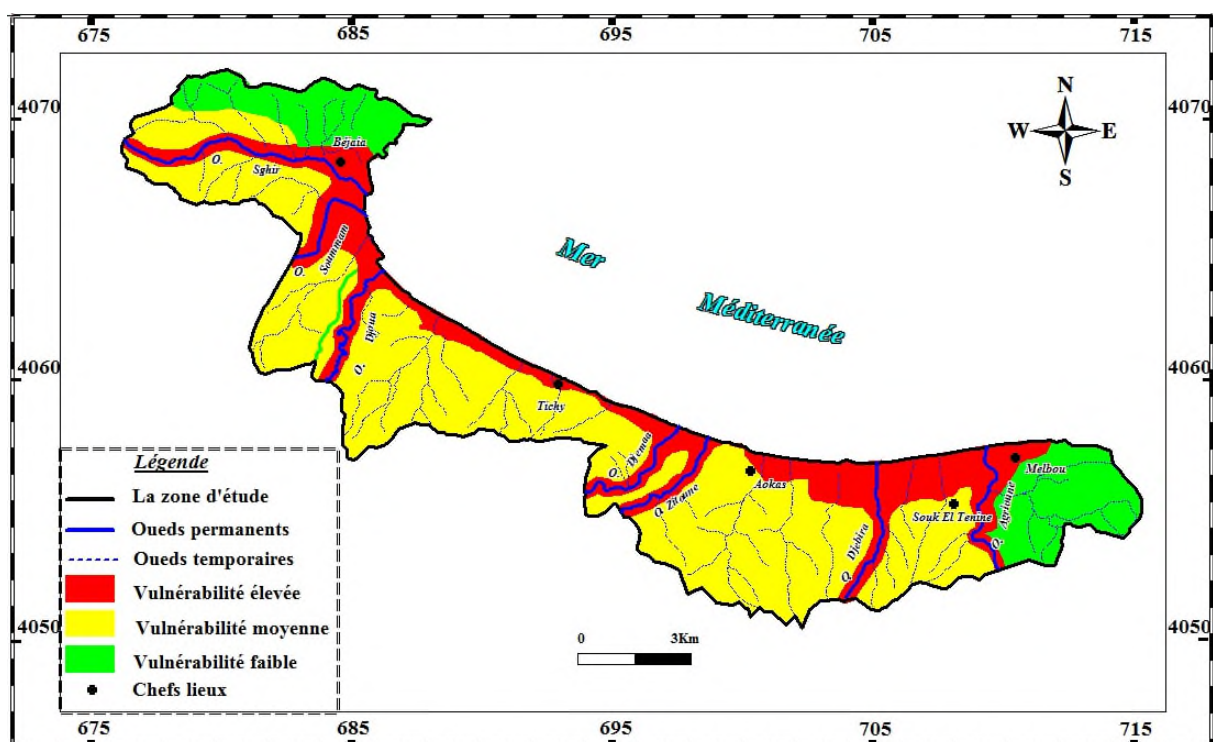 675 685 695 705 715
4070 4070
N
W E
S
Béjaia
O.
Sghir
Mer
Soummam
O.
Méditerranée
Djoua
O.
4060 4060
Tichy
Djemaa
O.
Melbou
Aokas
O. Zitoune
Souk El Tenine
Agrioune
O.
O. Djebira
4050 4050
0 3Km
Légende
La zone d'étude
Oueds permanents
Oueds temporaires
Vulnérabilité élevée
Vulnérabilité moyenne
Vulnérabilité faible
Chefs lieux
675 685 695 705 715